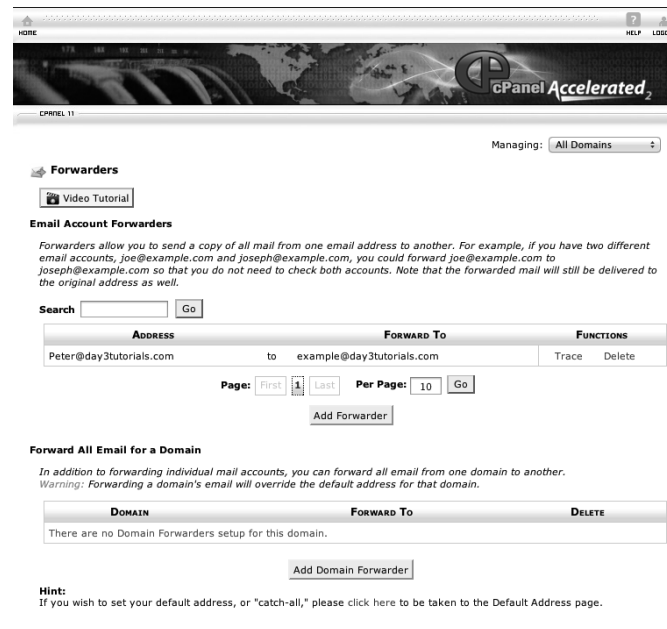 HOME
HELP LOGO
cPanel Accelerated2
CPANEL 11
Managing: All Domains
Forwarders
Video Tutorial
Email Account Forwarders
Forwarders allow you to send a copy of all mail from one email address to another. For example, if you have two different
email accounts, joe@example.com and joseph@example.com, you could forward joe@example.com to
joseph@example.com so that you do not need to check both accounts. Note that the forwarded mail will still be delivered to
the original address as well.
Search Go
ADDRESS FORWARD TO FUNCTIONS
Peter@day3tutorials.com to example@day3tutorials.com Trace Delete
Page: First 1 Last Per Page: 10 Go
Add Forwarder
Forward All Email for a Domain
In addition to forwarding individual mail accounts, you can forward all email from one domain to another.
Warning: Forwarding a domain's email will override the default address for that domain.
DOMAIN FORWARD TO DELETE
There are no Domain Forwarders setup for this domain.
Add Domain Forwarder
Hint:
If you wish to set your default address, or "catch-all," please click here to be taken to the Default Address page.